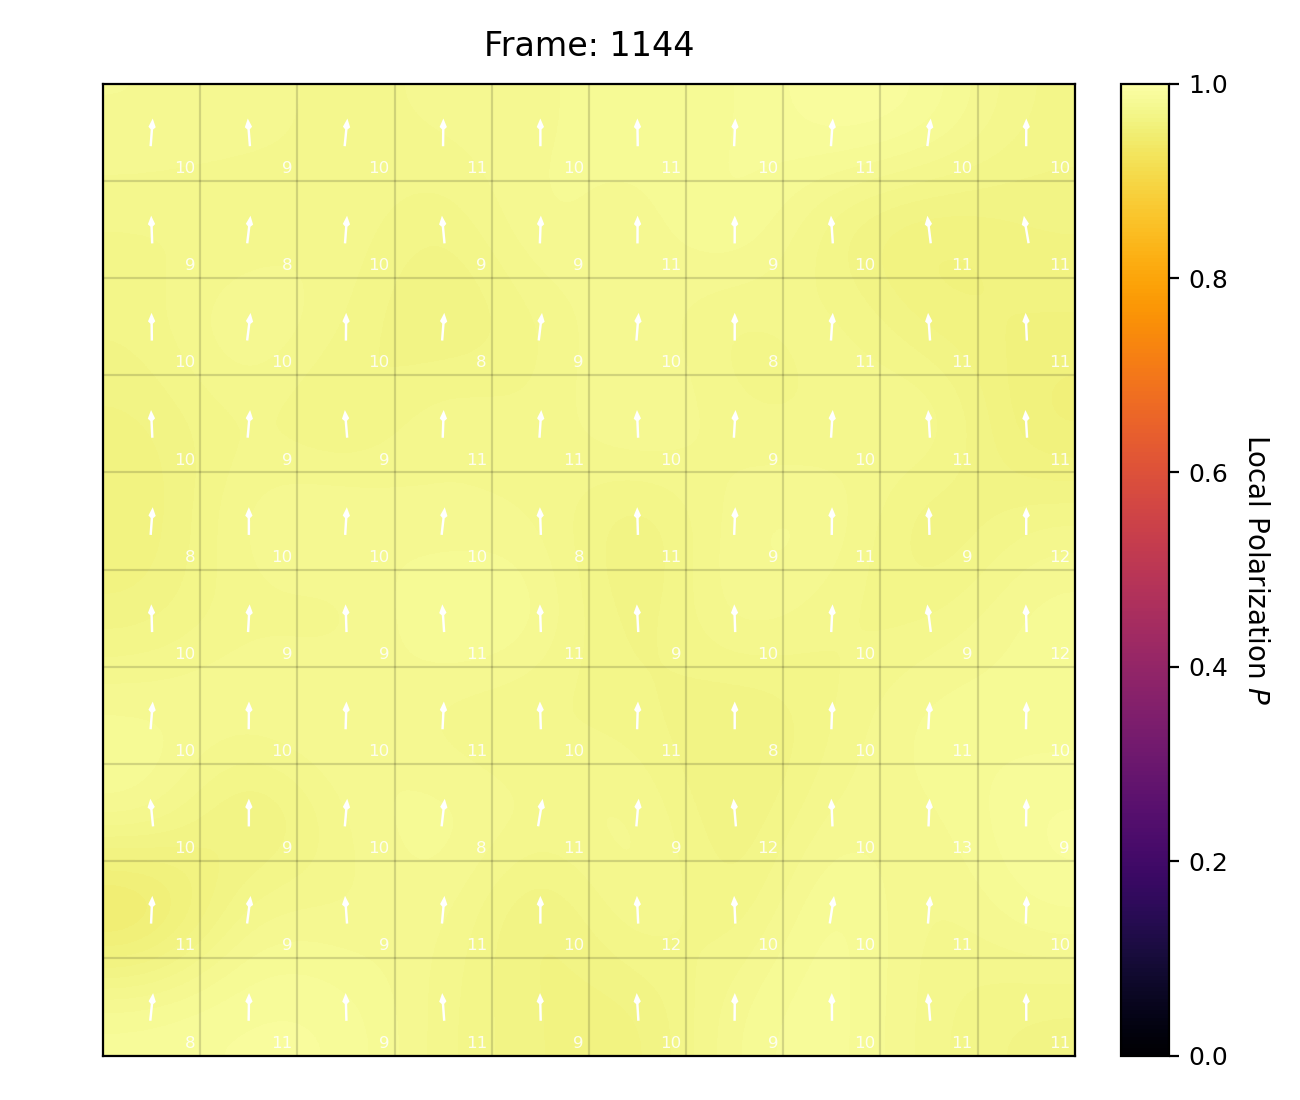 Frame: 1144
10 9 10 11 10 11 10 11 10 10
9 8 10 9 9 11 9 10 11 11
10 10 10 8 9 10 8 11 11 11
10 9 9 11 11 10 9 10 11 11
8 10 10 10 8 11 9 11 9 12
10 9 9 11 11 9 10 10 9 12
10 10 10 11 10 11 8 10 11 10
10 9 10 8 11 9 12 10 13 9
11 9 9 11 10 12 10 10 11 10
8 11 9 11 9 10 9 10 11 11
1.0
0.8
0.6
0.4
0.2
0.0
Local Polarization P